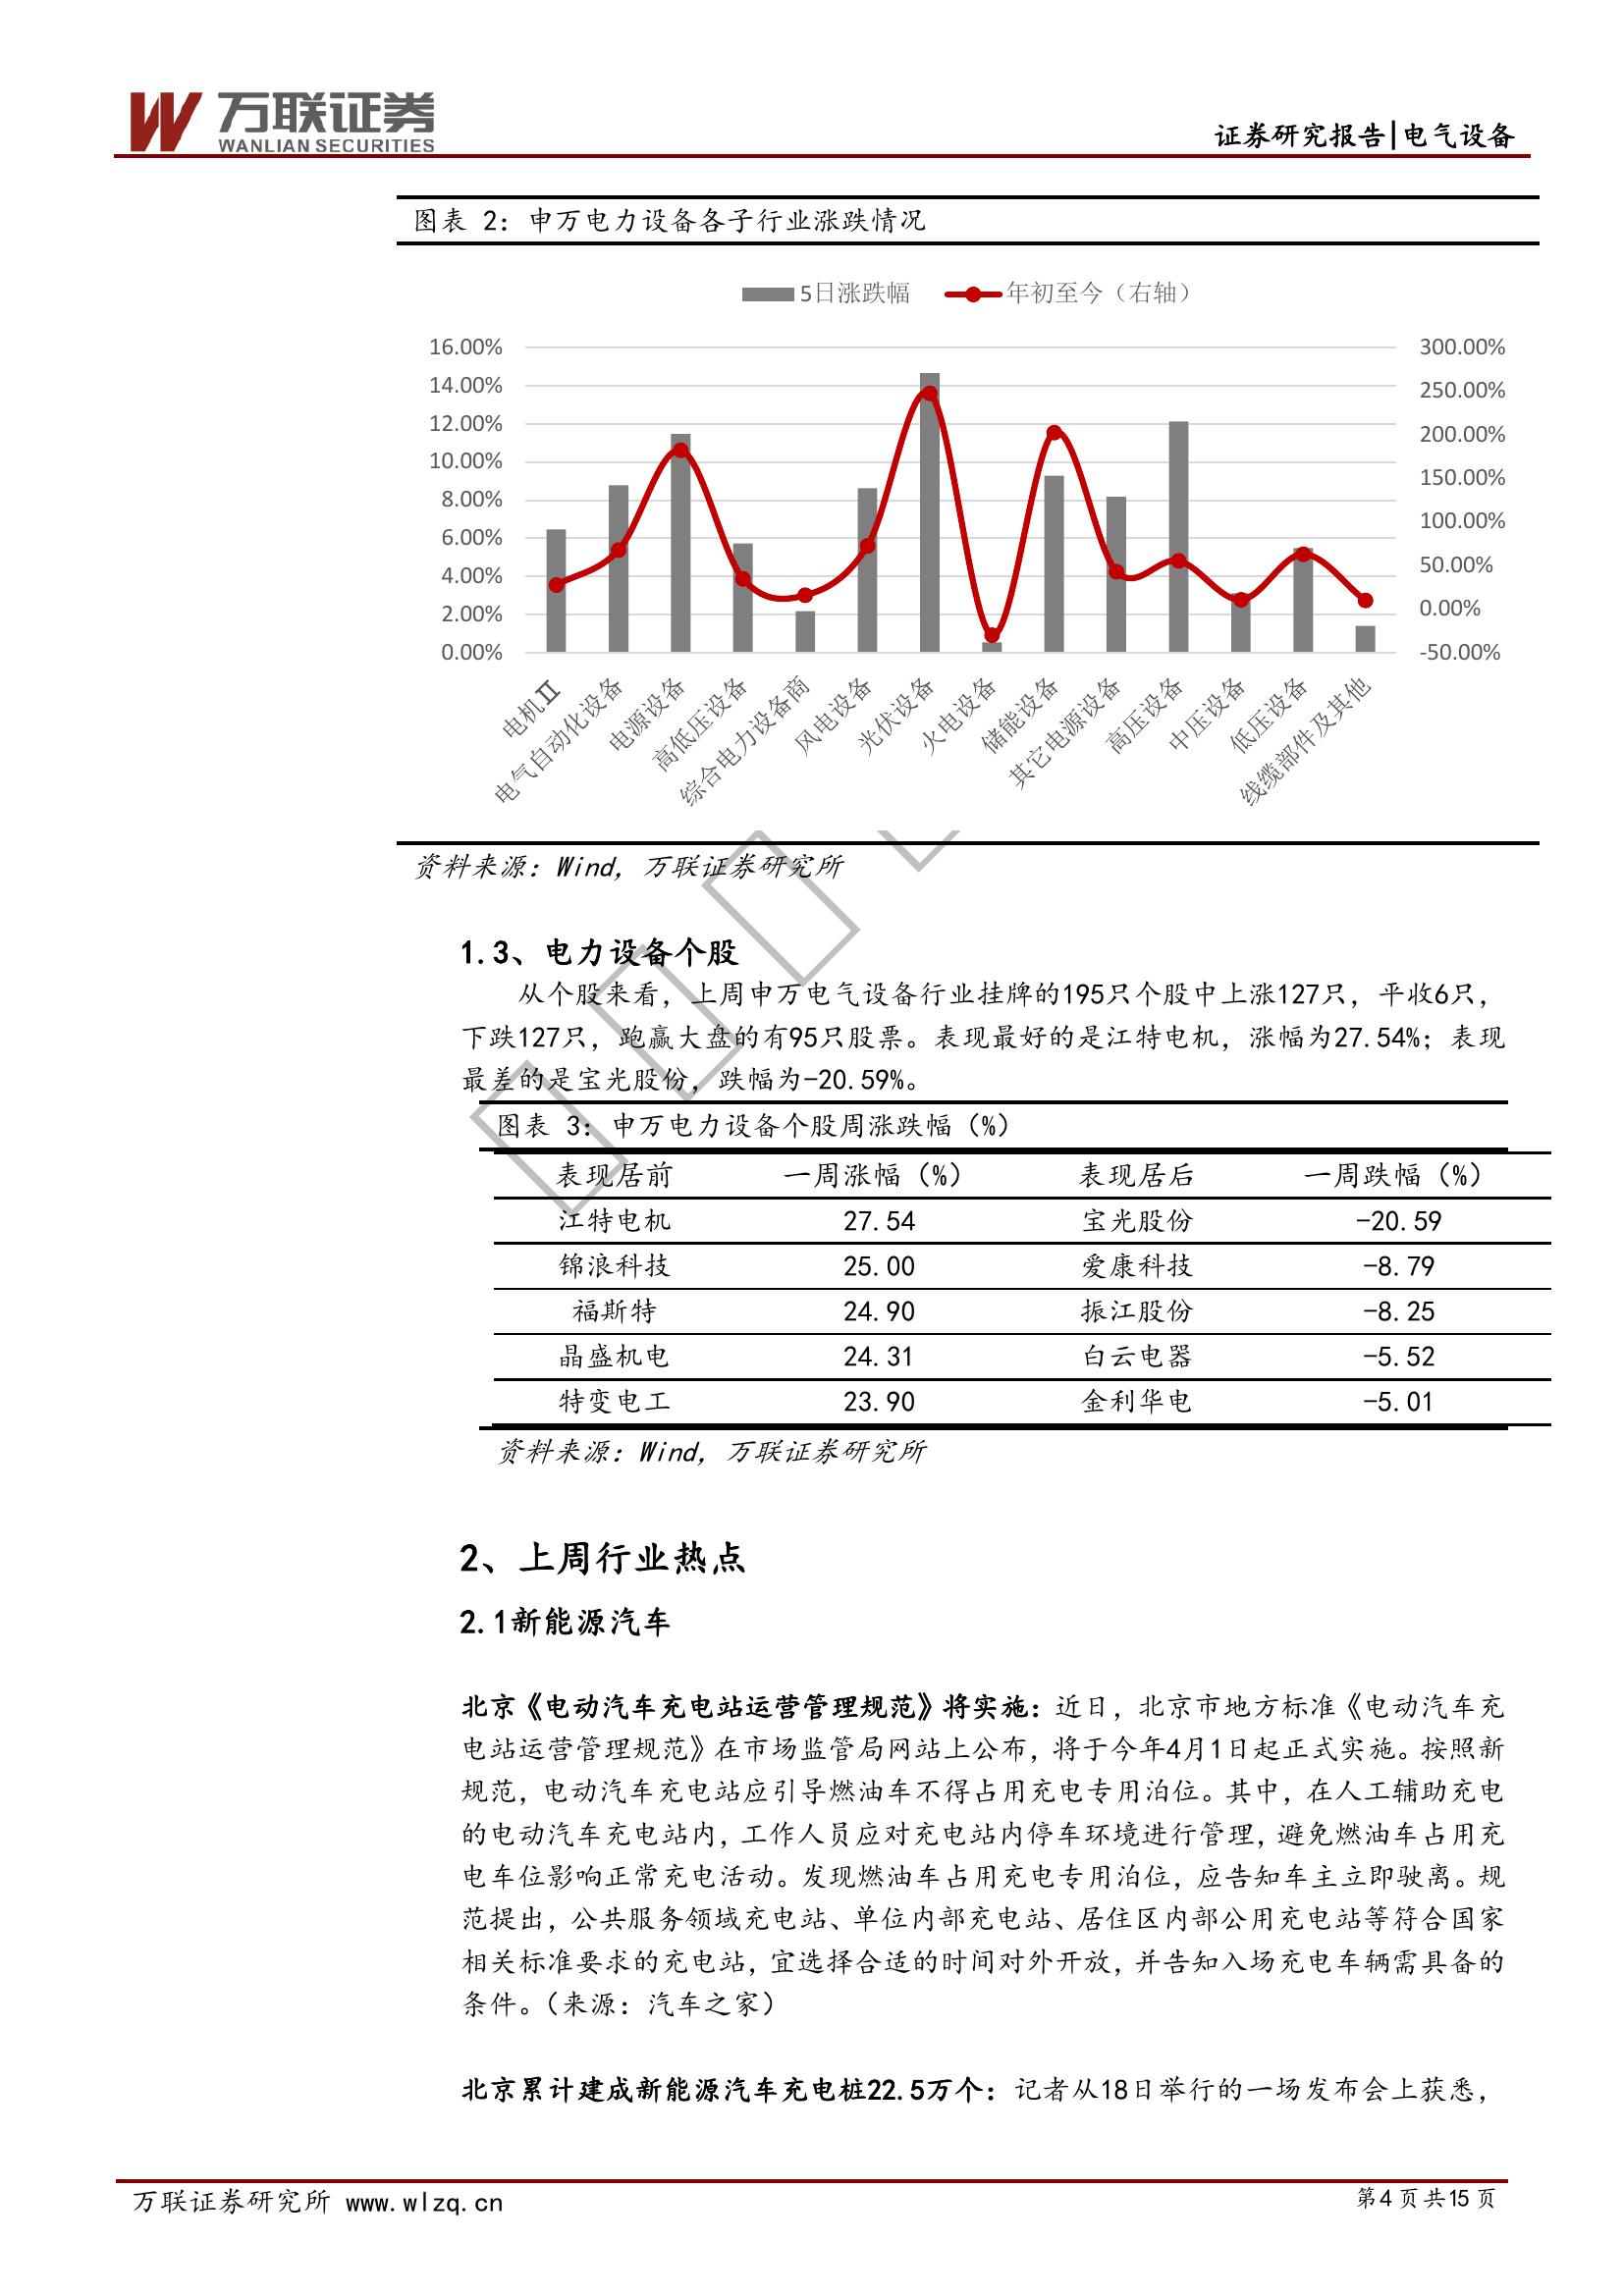 万联证券
WANLIAN SECURITIES
证券研究报告|电气设备
图表 2：申万电力设备各子行业涨跌情况
5日涨跌幅 年初至今（右轴）
16.00%
14.00%
12.00%
10.00%
8.00%
6.00%
4.00%
2.00%
0.00%
300.00%
250.00%
200.00%
150.00%
100.00%
50.00%
0.00%
-50.00%
电机Ⅱ
电气自动化设备
电源设备
高低压设备
综合电力设备商
风电设备
光伏设备
火电设备
储能设备
其它电源设备
高压设备
中压设备
低压设备
线缆部件及其他
资料来源：Wind，万联证券研究所
1.3、电力设备个股
从个股来看，上周申万电气设备行业挂牌的195只个股中上涨127只，平收6只，
下跌127只，跑赢大盘的有95只股票。表现最好的是江特电机，涨幅为27.54%；表现
最差的是宝光股份，跌幅为-20.59%。
图表 3：申万电力设备个股周涨跌幅（%）
表现居前 一周涨幅（%） 表现居后 一周跌幅（%）
江特电机 27.54 宝光股份 -20.59
锦浪科技 25.00 爱康科技 -8.79
福斯特 24.90 振江股份 -8.25
晶盛机电 24.31 白云电器 -5.52
特变电工 23.90 金利华电 -5.01
资料来源：Wind，万联证券研究所
2、上周行业热点
2.1新能源汽车
北京《电动汽车充电站运营管理规范》将实施：近日，北京市地方标准《电动汽车充
电站运营管理规范》在市场监管局网站上公布，将于今年4月1日起正式实施。按照新
规范，电动汽车充电站应引导燃油车不得占用充电专用泊位。其中，在人工辅助充电
的电动汽车充电站内，工作人员应对充电站内停车环境进行管理，避免燃油车占用充
电车位影响正常充电活动。发现燃油车占用充电专用泊位，应告知车主立即驶离。规
范提出，公共服务领域充电站、单位内部充电站、居住区内部公用充电站等符合国家
相关标准要求的充电站，宜选择合适的时间对外开放，并告知入场充电车辆需具备的
条件。（来源：汽车之家）
北京累计建成新能源汽车充电桩22.5万个：记者从18日举行的一场发布会上获悉，
万联证券研究所 www.wlzq.cn
第4页共15页